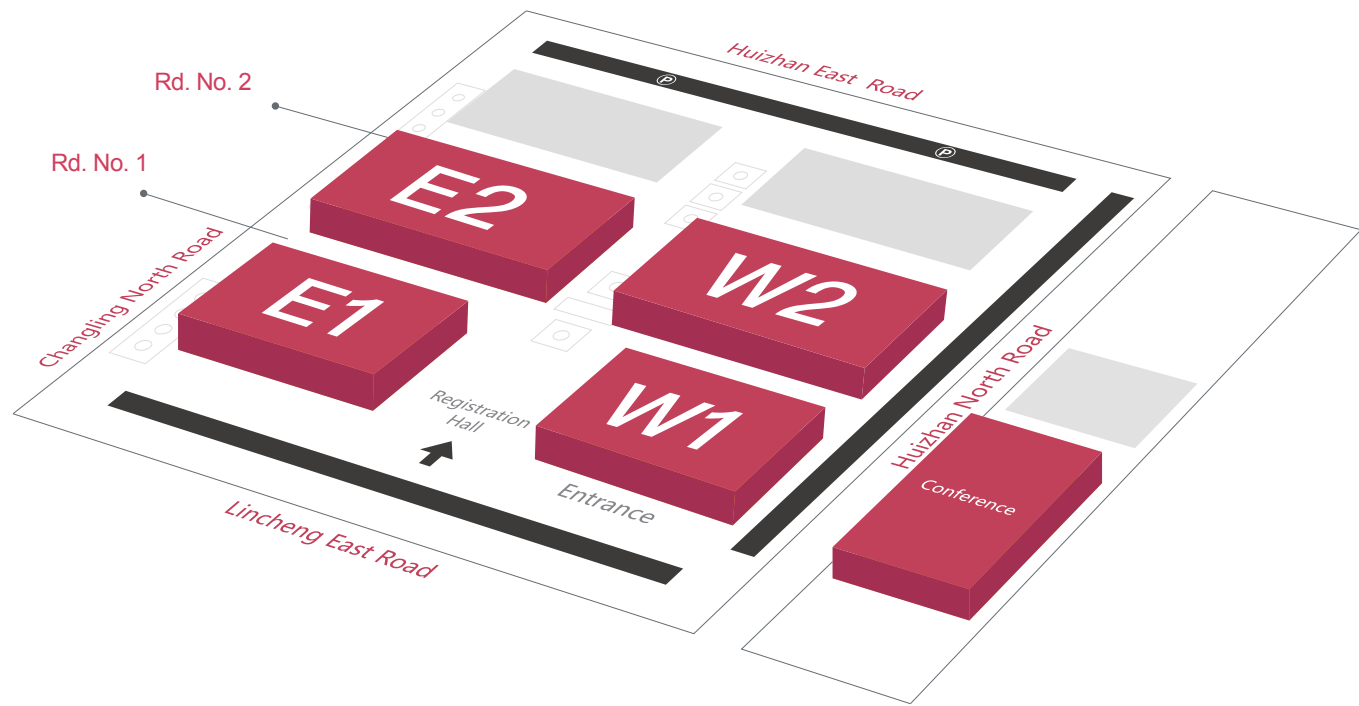 Huizhan East Road
Ⓟ
Rd. No. 2
Ⓟ
Rd. No. 1
E2
Changling North Road
E1
W2
Huizhan North Road
Registration
Hall
W1
Entrance
Conference
Lincheng East Road